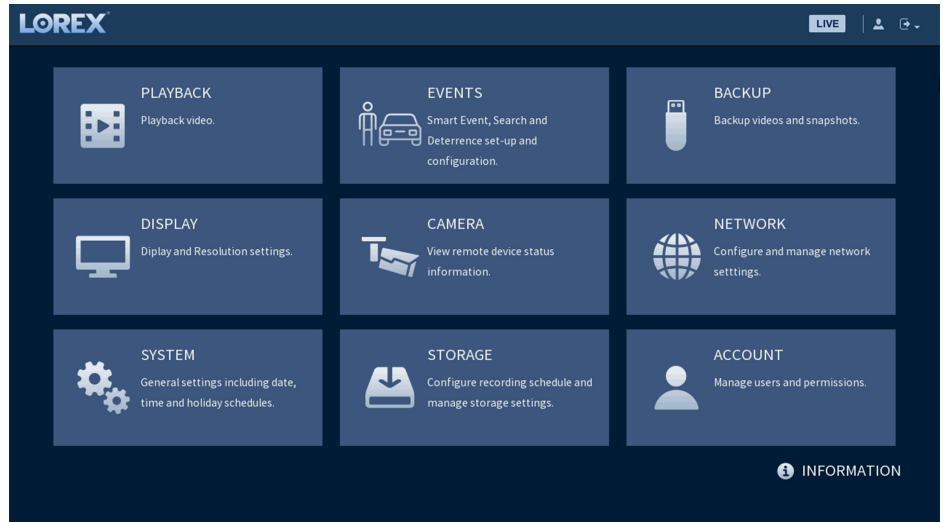 LOREX
LIVE
PLAYBACK
Playback video.
EVENTS
Smart Event, Search and
Deterrence set-up and
configuration.
BACKUP
Backup videos and snapshots.
DISPLAY
Diplay and Resolution settings.
CAMERA
View remote device status
information.
NETWORK
Configure and manage network
setttings.
SYSTEM
General settings including date,
time and holiday schedules.
STORAGE
Configure recording schedule and
manage storage settings.
ACCOUNT
Manage users and permissions.
INFORMATION